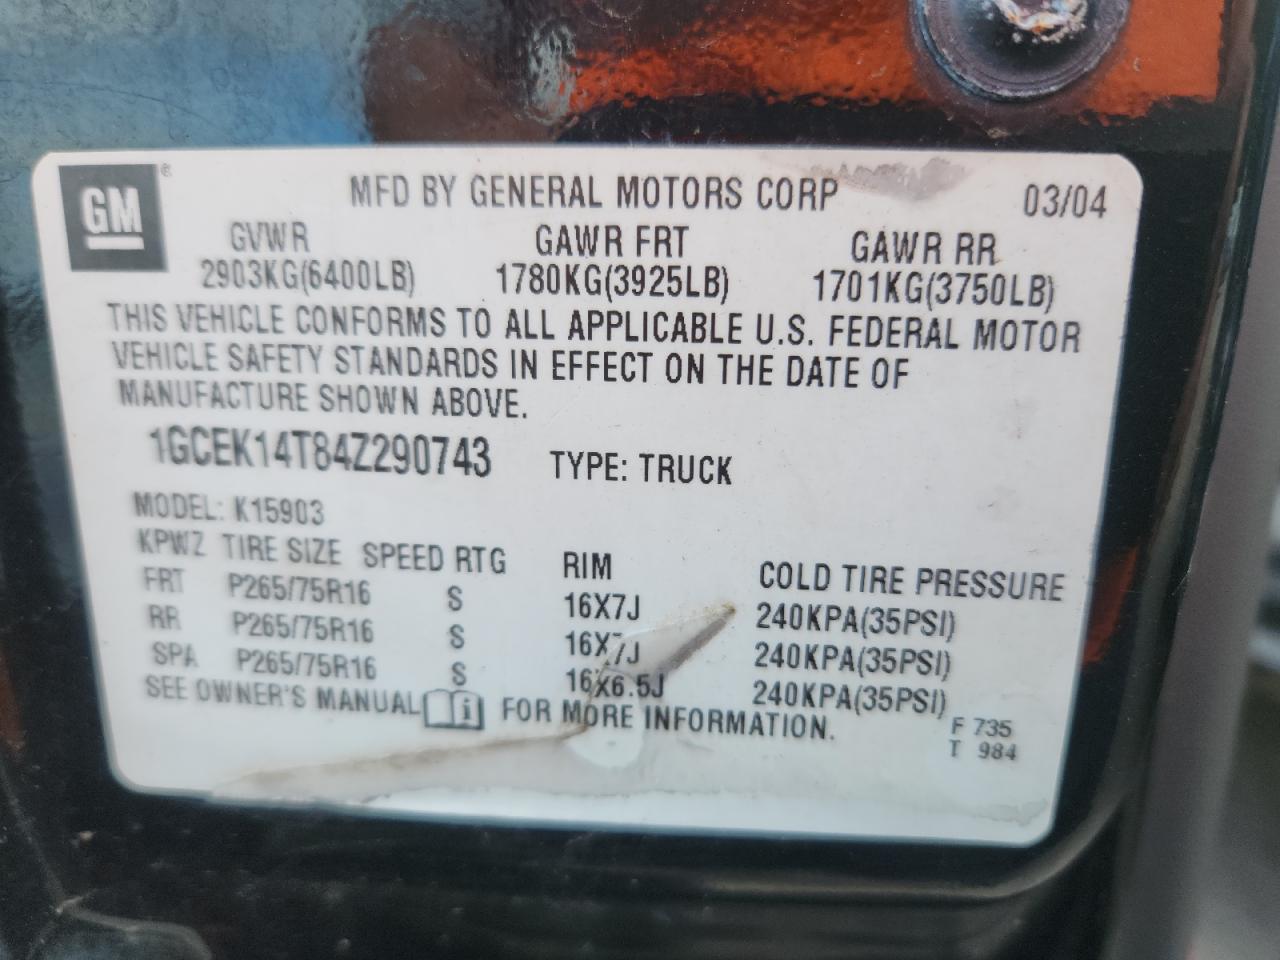 GM®
MFD BY GENERAL MOTORS CORP 03/04
GVWR GAWR FRT GAWR RR
2903KG(6400LB) 1780KG(3925LB) 1701KG(3750LB)
THIS VEHICLE CONFORMS TO ALL APPLICABLE U.S. FEDERAL MOTOR
VEHICLE SAFETY STANDARDS IN EFFECT ON THE DATE OF
MANUFACTURE SHOWN ABOVE.
1GCEK14T84Z290743 TYPE: TRUCK
MODEL: K15903
KPWZ TIRE SIZE SPEED RTG RIM COLD TIRE PRESSURE
FRT P265/75R16 S 16X7J 240KPA(35PSI)
RR P265/75R16 S 16X7J 240KPA(35PSI)
SPA P265/75R16 S 16X6.5J 240KPA(35PSI)
SEE OWNER'S MANUAL i FOR MORE INFORMATION.
F 735
T 984